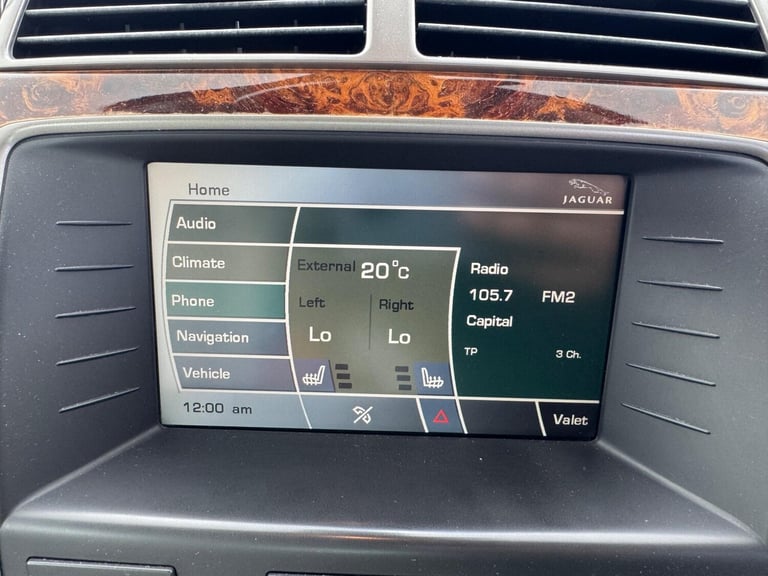 Home
JAGUAR
Audio
Climate
Phone
Navigation
Vehicle
External 20°C
Left Right
Lo Lo
Radio
105.7 FM2
Capital
TP 3 Ch.
12:00 am
Valet